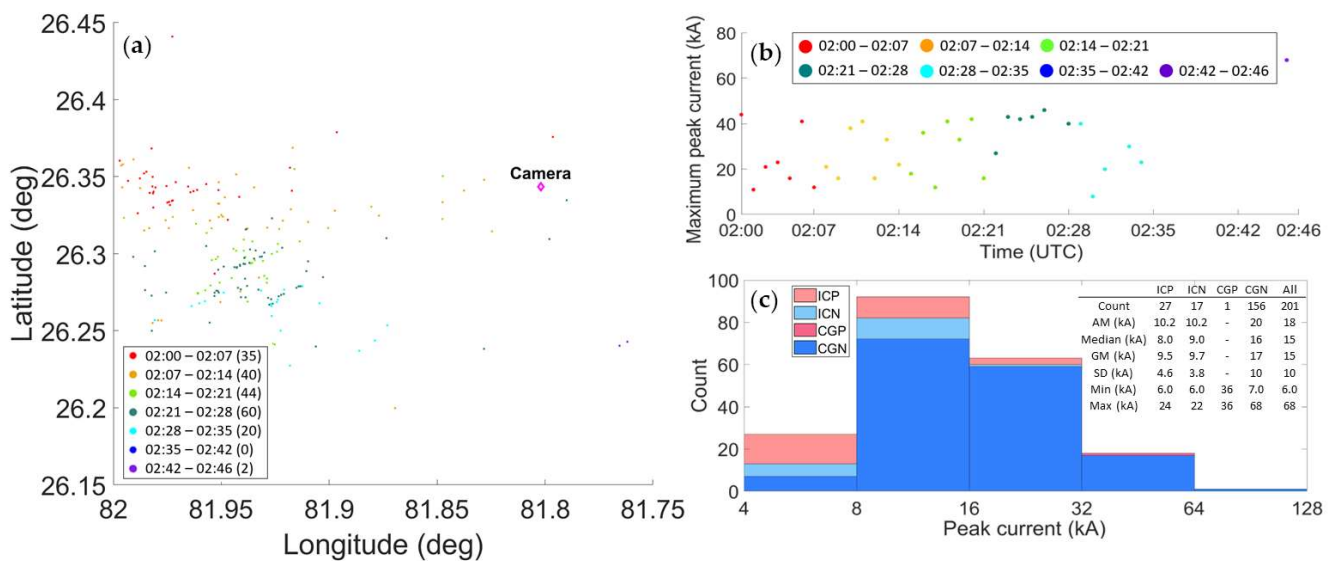 (a)
26.45
26.4
26.35
26.3
26.25
26.2
26.15
Latitude (deg)
Camera
02:00 – 02:07 (35)
02:07 – 02:14 (40)
02:14 – 02:21 (44)
02:21 – 02:28 (60)
02:28 – 02:35 (20)
02:35 – 02:42 (0)
02:42 – 02:46 (2)
82 81.95 81.9 81.85 81.8 81.75
Longitude (deg)
(b)
Maximum peak current (kA)
80
60
40
20
0
02:00 – 02:07 02:07 – 02:14 02:14 – 02:21
02:21 – 02:28 02:28 – 02:35 02:35 – 02:42 02:42 – 02:46
02:00 02:07 02:14 02:21 02:28 02:35 02:42 02:46
Time (UTC)
(c)
Count
100
80
60
40
20
0
ICP
ICN
CGP
CGN
ICP ICN CGP CGN All
Count 27 17 1 156 201
AM (kA) 10.2 10.2 - 20 18
Median (kA) 8.0 9.0 - 16 15
GM (kA) 9.5 9.7 - 17 15
SD (kA) 4.6 3.8 - 10 10
Min (kA) 6.0 6.0 36 7.0 6.0
Max (kA) 24 22 36 68 68
4 8 16 32 64 128
Peak current (kA)